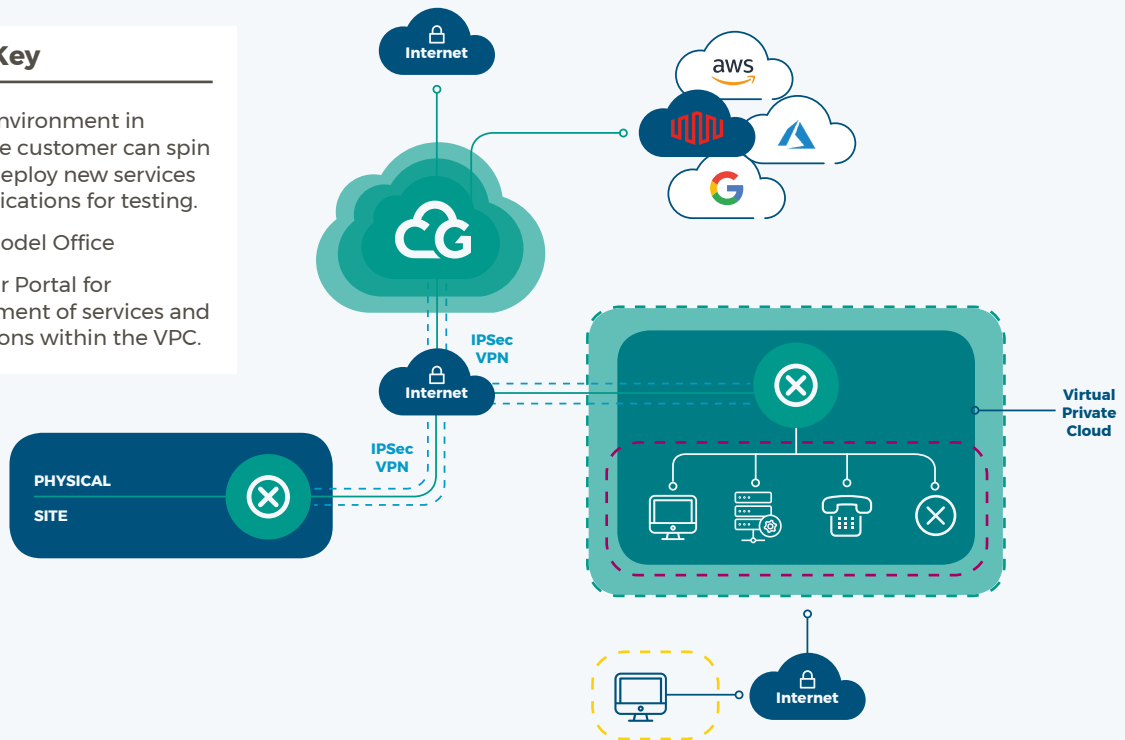 Key
nvironment in
e customer can spin
eploy new services
ications for testing.
odel Office
r Portal for
ment of services and
ons within the VPC.
Internet
aws
CG
IPSec
VPN
Internet
IPSec
VPN
PHYSICAL
SITE
Virtual
Private
Cloud
Internet